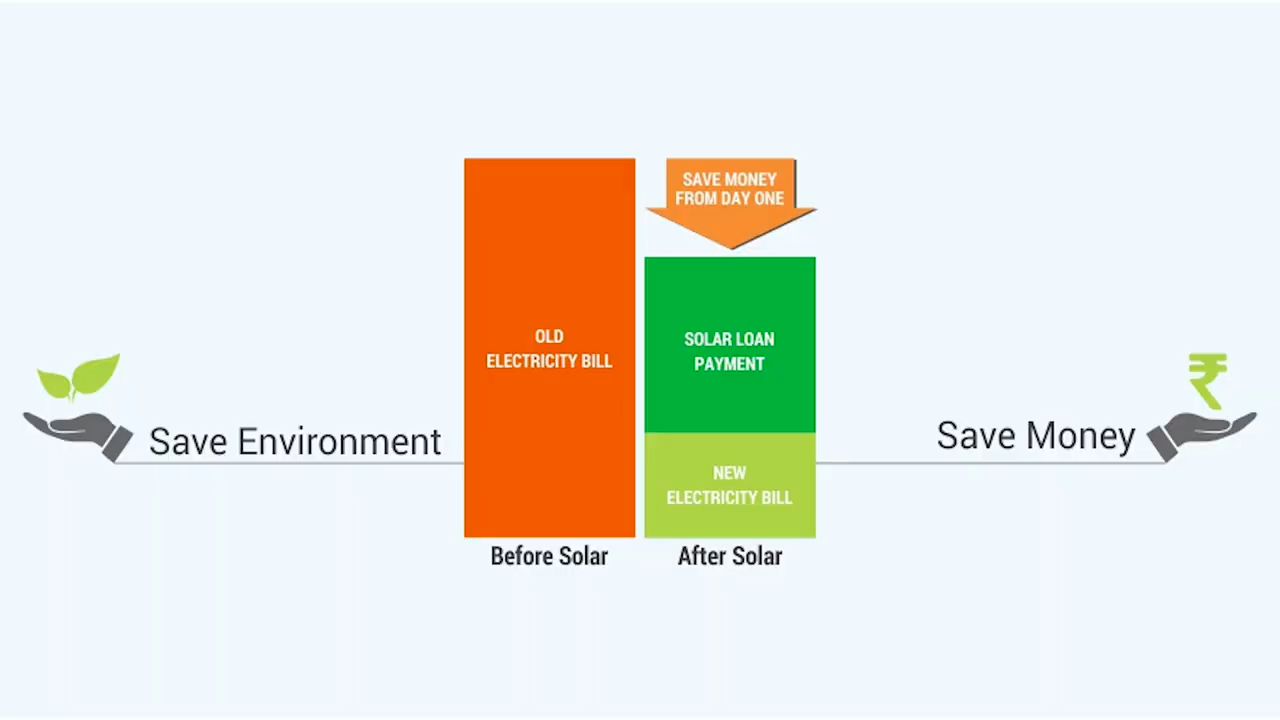 SAVE MONEY
FROM DAY ONE
OLD
ELECTRICITY BILL
SOLAR LOAN
PAYMENT
₹
Save Environment
Save Money
NEW
ELECTRICITY BILL
Before Solar
After Solar